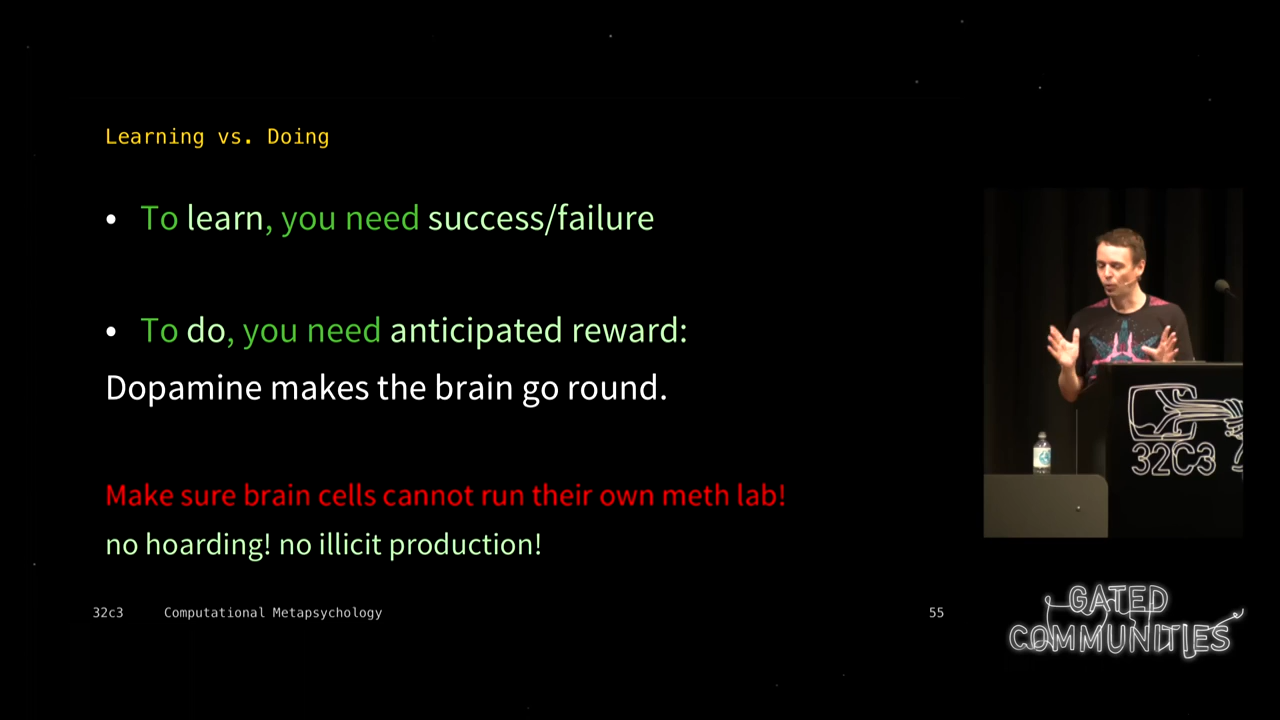 Learning vs. Doing
• To learn, you need success/failure
• To do, you need anticipated reward:
Dopamine makes the brain go round.
Make sure brain cells cannot run their own meth lab!
no hoarding! no illicit production!
32c3 Computational Metapsychology 55
32C3
GATED
COMMUNITIES